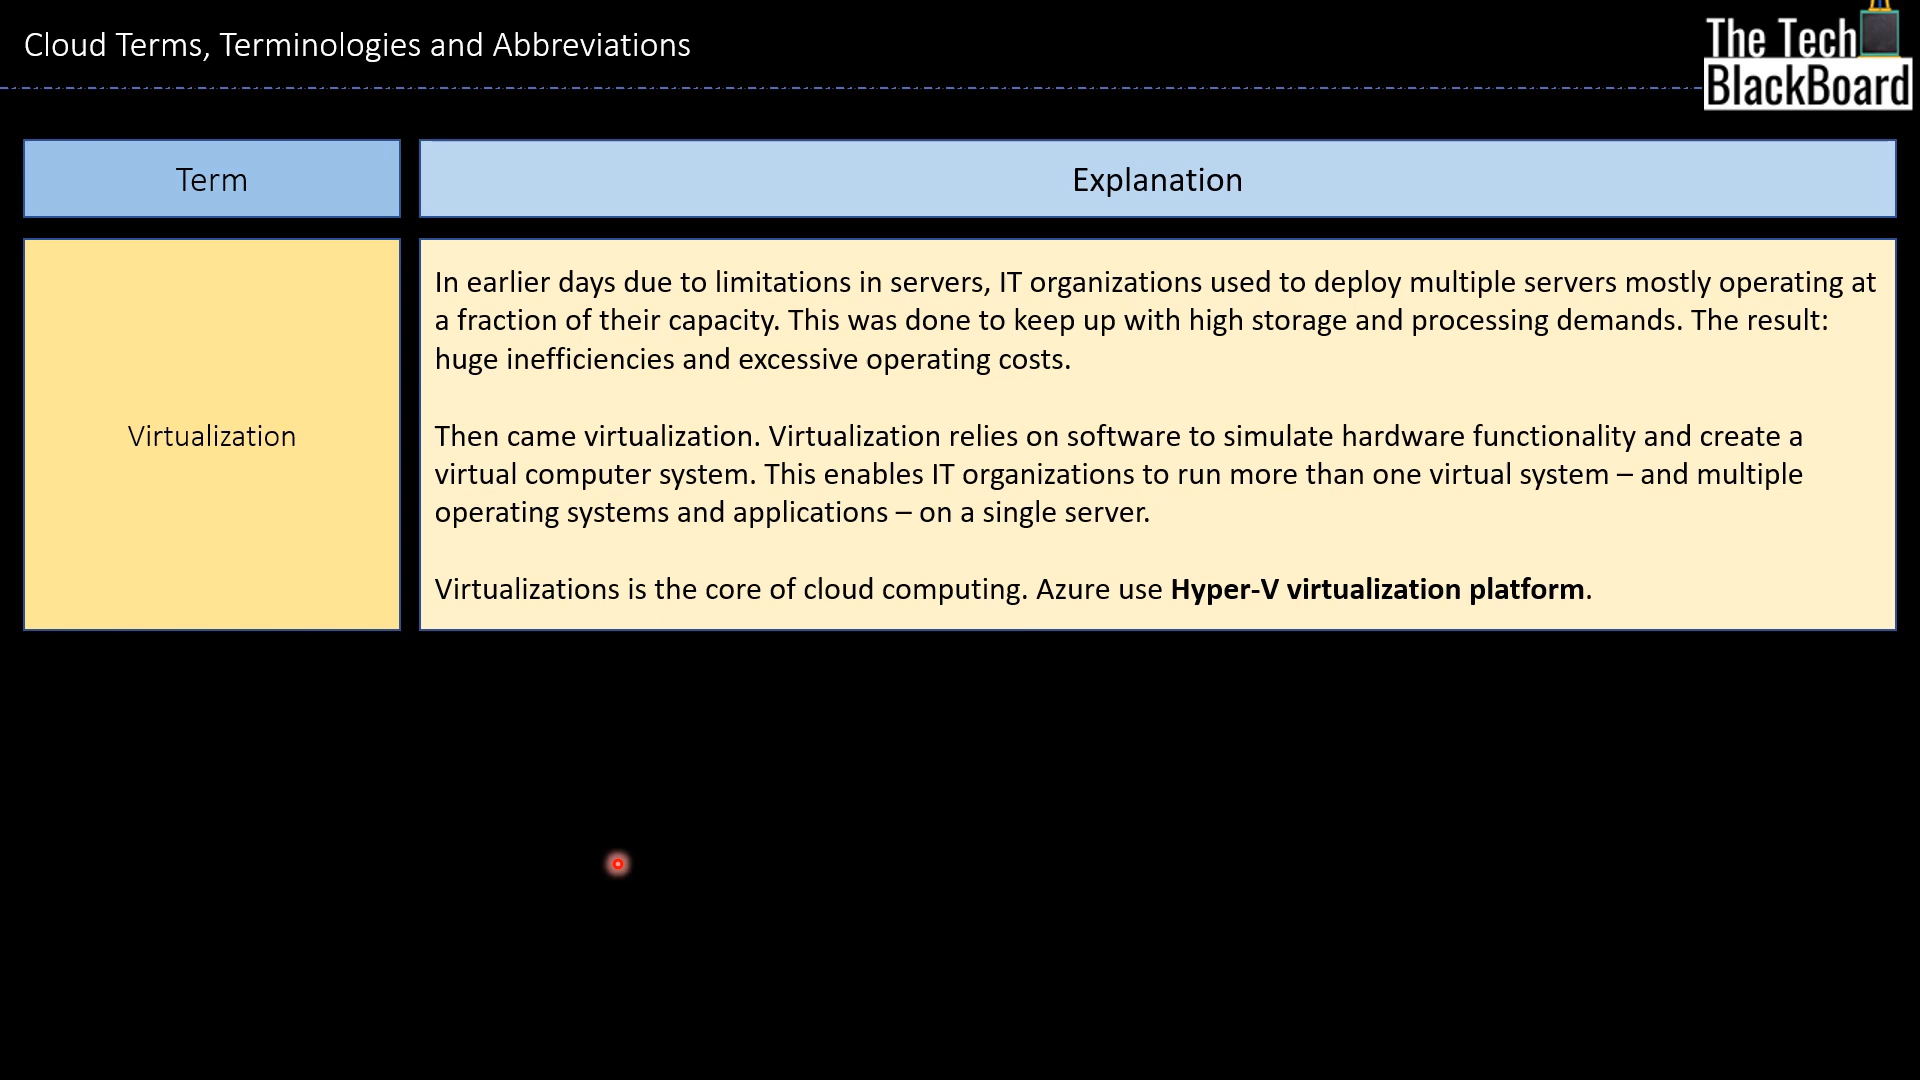 Cloud Terms, Terminologies and Abbreviations
The Tech
BlackBoard
Term
Explanation
Virtualization
In earlier days due to limitations in servers, IT organizations used to deploy multiple servers mostly operating at
a fraction of their capacity. This was done to keep up with high storage and processing demands. The result:
huge inefficiencies and excessive operating costs.
Then came virtualization. Virtualization relies on software to simulate hardware functionality and create a
virtual computer system. This enables IT organizations to run more than one virtual system – and multiple
operating systems and applications – on a single server.
Virtualizations is the core of cloud computing. Azure use Hyper-V virtualization platform.